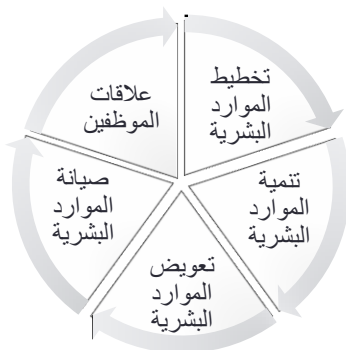 تخطيط
الموارد
البشرية
تنمية
الموارد
البشرية
تعويض
الموارد
البشرية
صيانة
الموارد
البشرية
علاقات
الموظفين